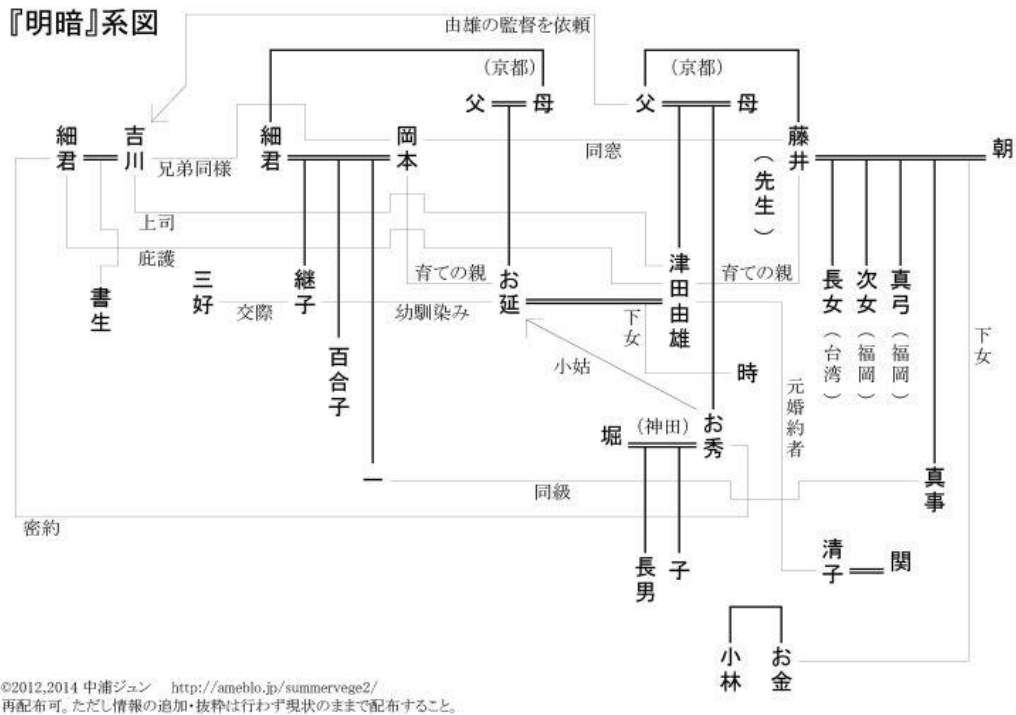 『明暗』系図
由雄の監督を依頼
(京都)
(京都)
父
母
父
母
細君
吉川
細君
岡本
藤井
(先生)
朝
兄弟同様
同窓
上司
庇護
書生
三好
交際
継子
幼馴染み
育ての親
お延
津田由雄
育ての親
長女(台湾)
次女(福岡)
真弓(福岡)
下女
下女
時
百合子
小姑
元婚約者
堀
(神田)
お秀
一
同級
真事
密約
長男
子
清子
関
小林
お金
©2012,2014 中浦ジュン http://ameblo.jp/summervege2/
再配布可。ただし情報の追加・抜粋は行わず現状のままで配布すること。